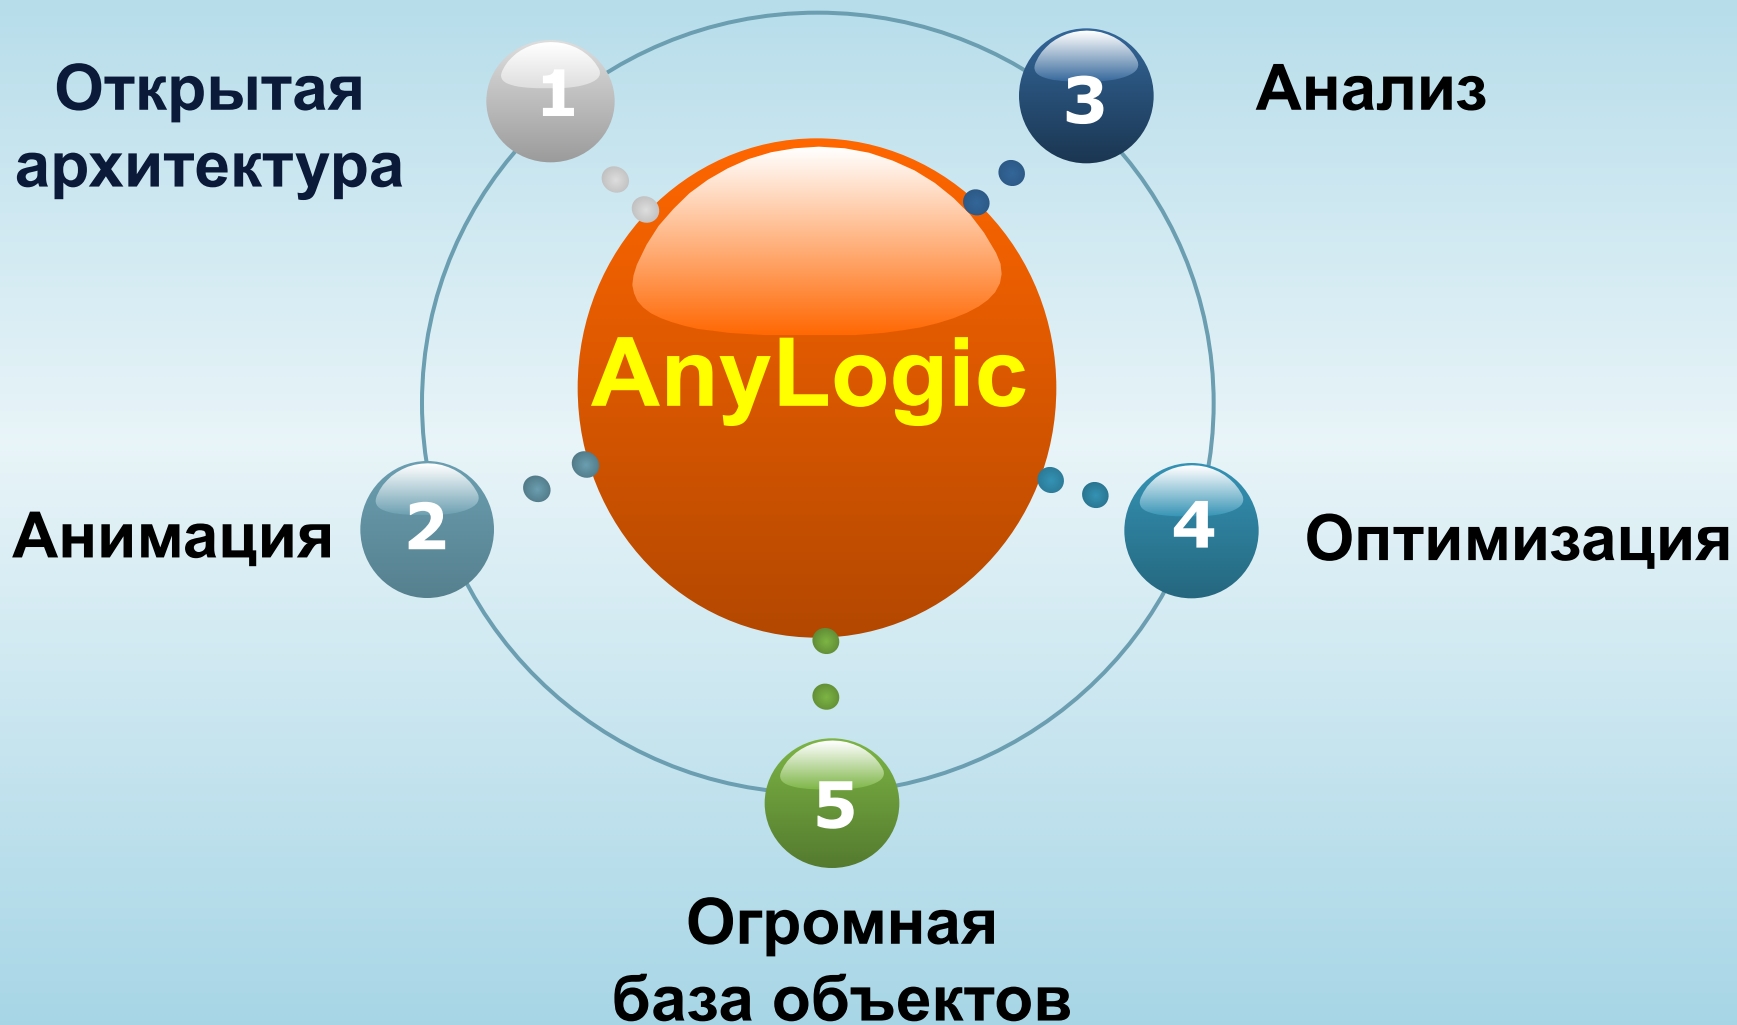 1
Открытая
архитектура
3
Анализ
AnyLogic
2
Анимация
4
Оптимизация
5
Огромная
база объектов